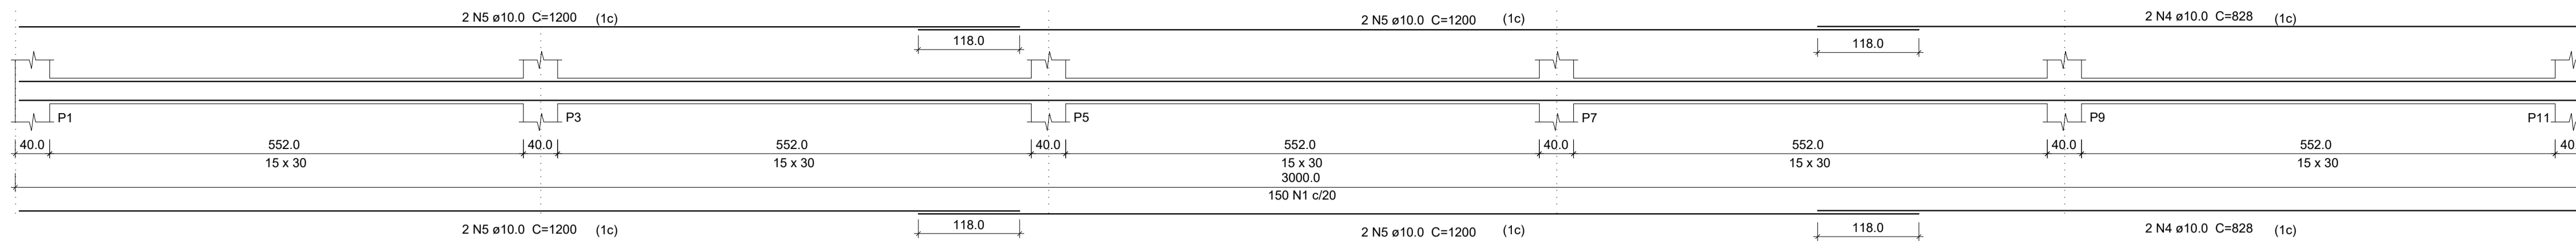 2 N5 ø10.0 C=1200 (1c) 2 N5 ø10.0 C=1200 (1c) 2 N4 ø10.0 C=828 (1c)
118.0 118.0
P1 P3 P5 P7 P9 P11
40.0 552.0 40.0 552.0 40.0 552.0 40.0 552.0 40.0 552.0 40
15 x 30 15 x 30 15 x 30 15 x 30 15 x 30
3000.0
150 N1 c/20
118.0 118.0
2 N5 ø10.0 C=1200 (1c) 2 N5 ø10.0 C=1200 (1c) 2 N4 ø10.0 C=828 (1c)